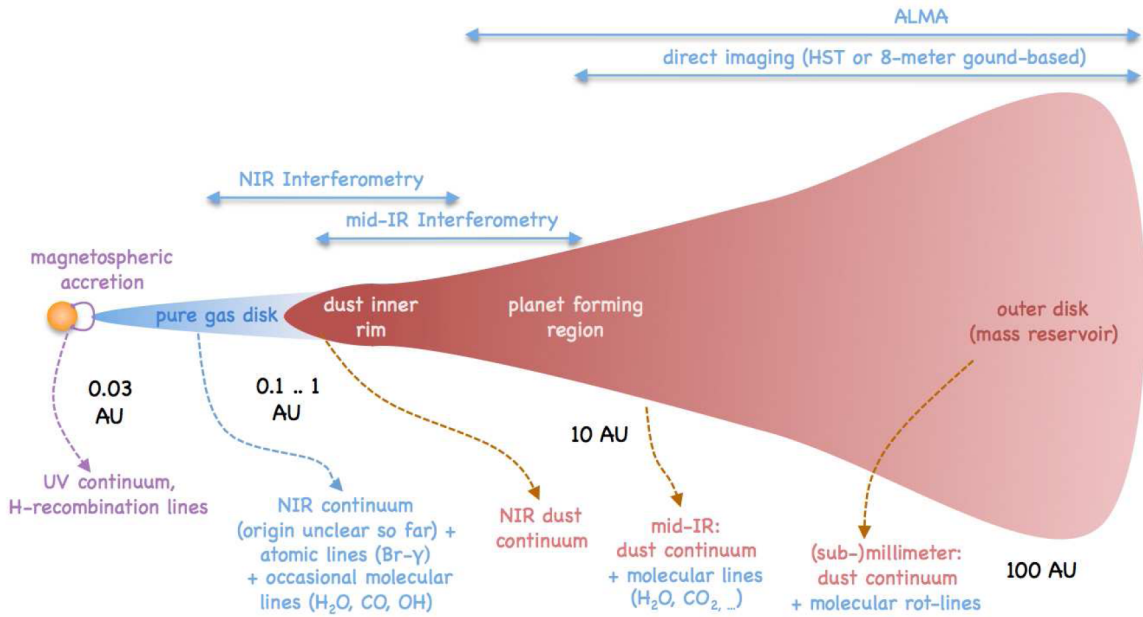 ALMA
direct imaging (HST or 8-meter gound-based)
NIR Interferometry
mid-IR Interferometry
magnetospheric
accretion
pure gas disk
dust inner
rim
planet forming
region
outer disk
(mass reservoir)
0.03
AU
0.1 .. 1
AU
10 AU
100 AU
UV continuum,
H-recombination lines
NIR continuum
(origin unclear so far) +
atomic lines (Br-γ)
+ occasional molecular
lines (H₂O, CO, OH)
NIR dust
continuum
mid-IR:
dust continuum
+ molecular lines
(H₂O, CO₂, …)
(sub-)millimeter:
dust continuum
+ molecular rot-lines